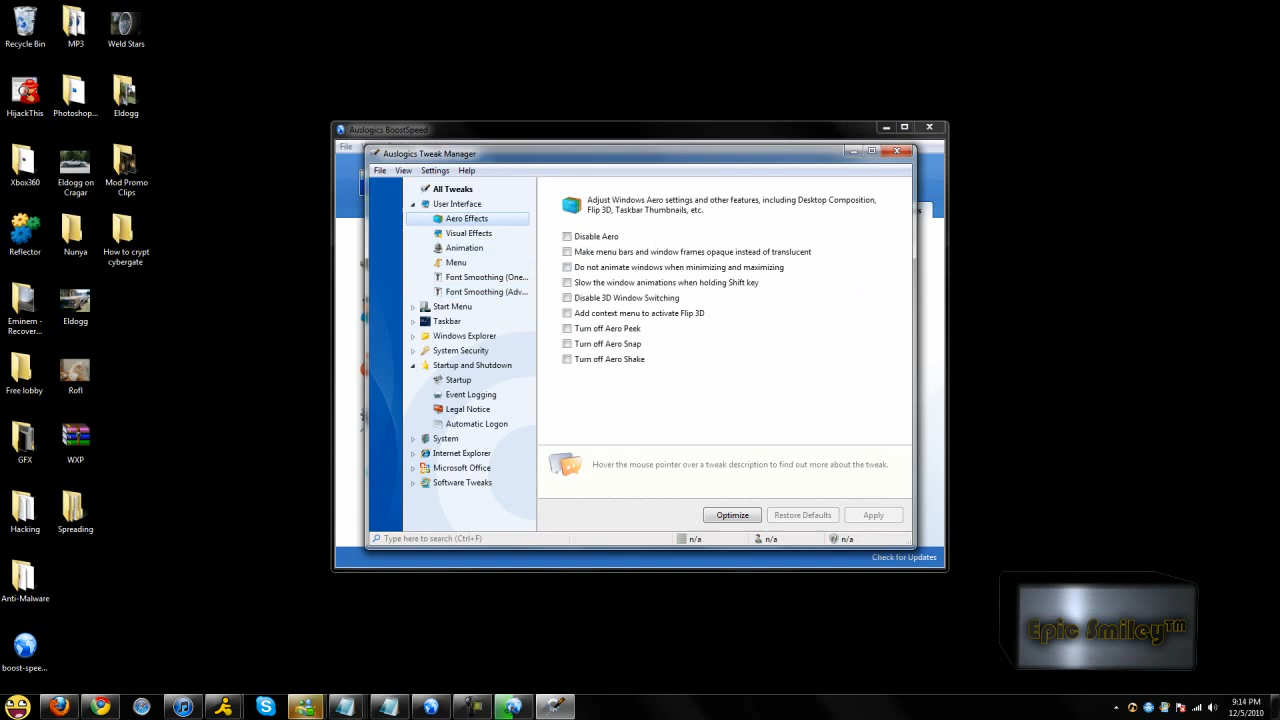 Recycle Bin
MP3
Weld Stars
HijackThis
Photoshop...
Eldogg
Xbox360
Eldogg on
Cragar
Mod Promo
Clips
Reflector
Nunya
How to crypt
cybergate
Eminem -
Recover...
Eldogg
Free lobby
Rofl
GFX
WXP
Hacking
Spreading
Anti-Malware
boost-spee...
Auslogics BoostSpeed
File
Auslogics Tweak Manager
File View Settings Help
All Tweaks
User Interface
Aero Effects
Visual Effects
Animation
Menu
Font Smoothing (One...
Font Smoothing (Adv...
Start Menu
Taskbar
Windows Explorer
System Security
Startup and Shutdown
Startup
Event Logging
Legal Notice
Automatic Logon
System
Internet Explorer
Microsoft Office
Software Tweaks
Adjust Windows Aero settings and other features, including Desktop Composition,
Flip 3D, Taskbar Thumbnails, etc.
Disable Aero
Make menu bars and window frames opaque instead of translucent
Do not animate windows when minimizing and maximizing
Slow the window animations when holding Shift key
Disable 3D Window Switching
Add context menu to activate Flip 3D
Turn off Aero Peek
Turn off Aero Snap
Turn off Aero Shake
Hover the mouse pointer over a tweak description to find out more about the tweak.
Optimize Restore Defaults Apply
Type here to search (Ctrl+F)
n/a n/a n/a
Check for Updates
Epic Smiley™
9:14 PM
12/5/2010